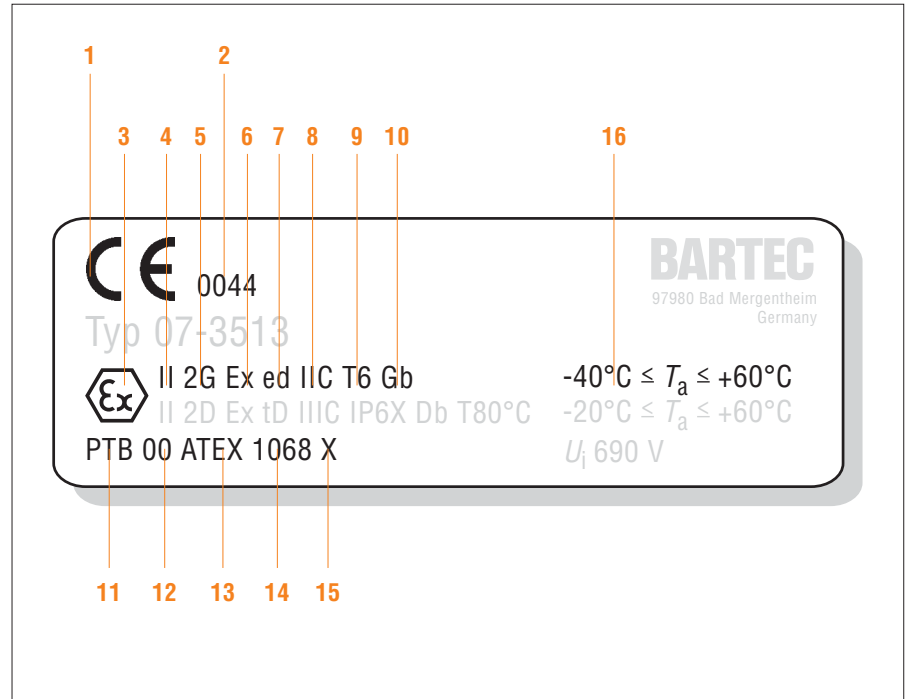 1 2
3 4 5 6 7 8 9 10 16
CE 0044
BARTEC
97980 Bad Mergentheim
Germany
Typ 07-3513
Ex II 2G Ex ed IIC T6 Gb -40°C ≤ Ta ≤ +60°C
II 2D Ex tD IIIC IP6X Db T80°C -20°C ≤ Ta ≤ +60°C
PTB 00 ATEX 1068 X Ui 690 V
11 12 13 14 15